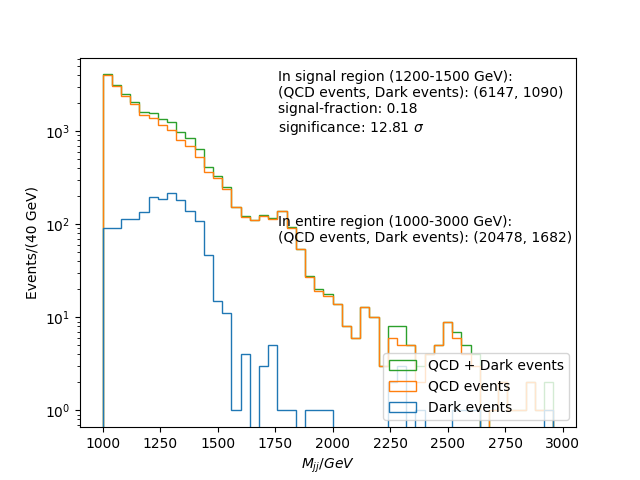 In signal region (1200-1500 GeV):
(QCD events, Dark events): (6147, 1090)
signal-fraction: 0.18
significance: 12.81 σ
In entire region (1000-3000 GeV):
(QCD events, Dark events): (20478, 1682)
Events/(40 GeV)
10³
10²
10¹
10⁰
QCD + Dark events
QCD events
Dark events
1000 1250 1500 1750 2000 2250 2500 2750 3000
M_jj/GeV